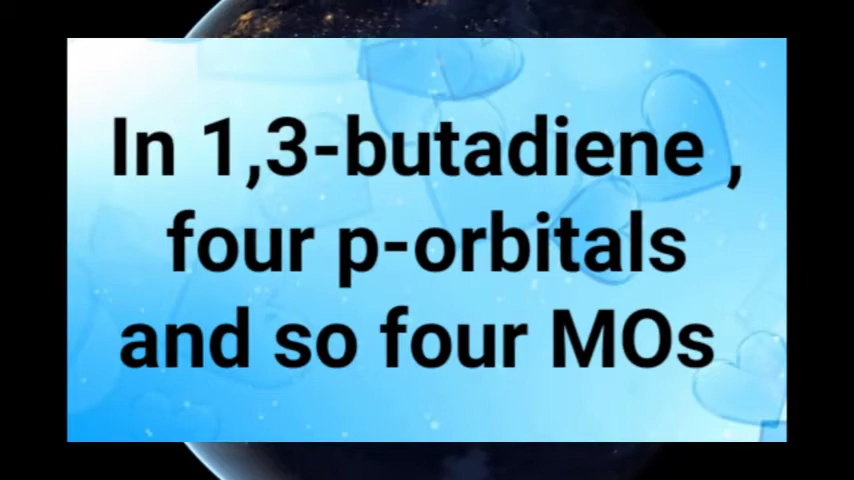 In 1,3-butadiene ,
four p-orbitals
and so four MOs